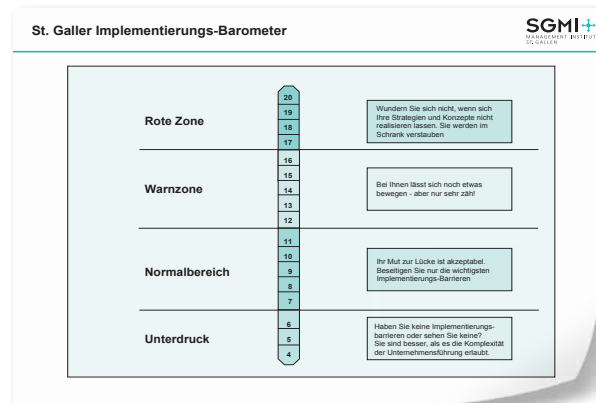 St. Galler Implementierungs-Barometer
SGMI
MANAGEMENT INSTITUT
ST. GALLEN
Rote Zone
20
19
18
17
Wundern Sie sich nicht, wenn sich
Ihre Strategien und Konzepte nicht
realisieren lassen. Sie werden im
Schrank verstauben
Warnzone
16
15
14
13
12
Bei Ihnen lässt sich noch etwas
bewegen - aber nur sehr zäh!
Normalbereich
11
10
9
8
7
Ihr Mut zur Lücke ist akzeptabel.
Beseitigen Sie nur die wichtigsten
Implementierungs-Barrieren
Unterdruck
6
5
4
Haben Sie keine Implementierungs-
barrieren oder sehen Sie keine?
Sie sind besser, als es die Komplexität
der Unternehmensführung erlaubt.